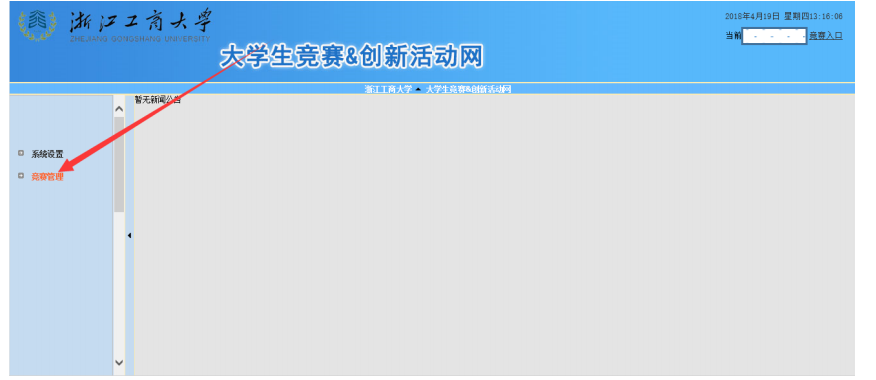 浙江工商大学
ZHEJIANG GONGSHANG UNIVERSITY
大学生竞赛&创新活动网
2018年4月19日 星期四13:16:06
当前 - - - - 竞赛入口
浙江工商大学 大学生竞赛&创新活动网
暂无新闻公告
系统设置
竞赛管理